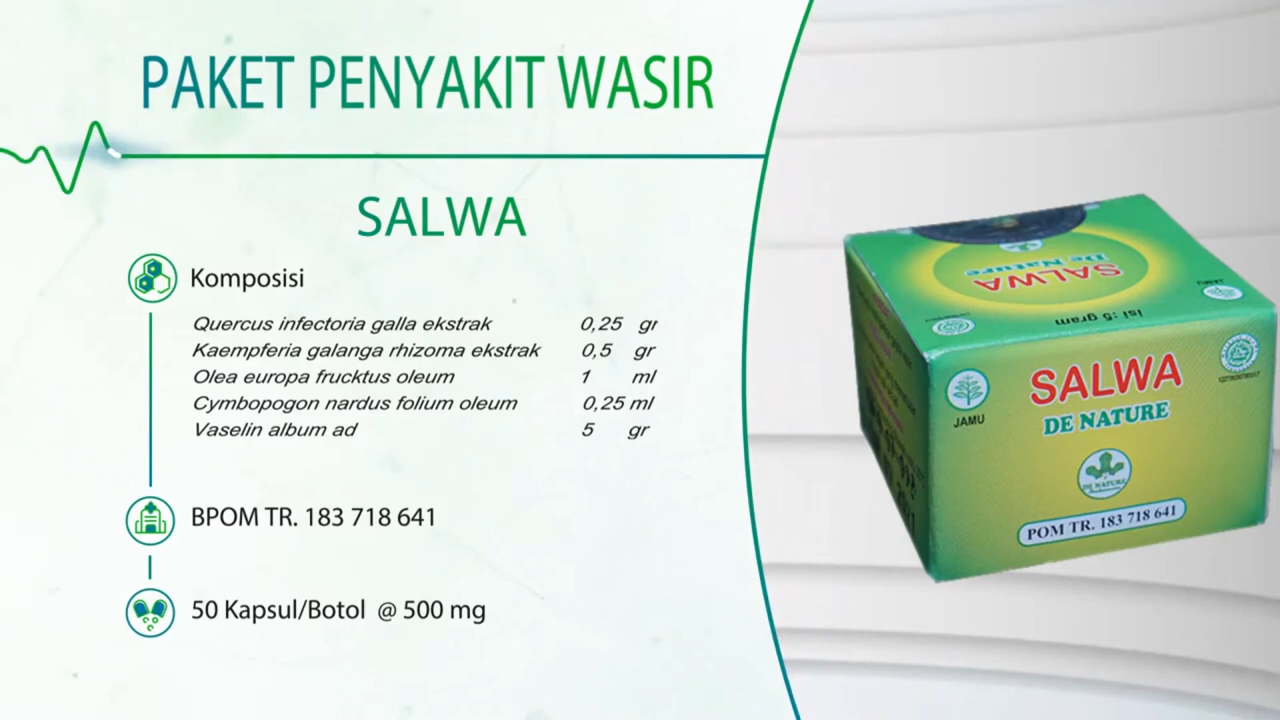 PAKET PENYAKIT WASIR
SALWA
Komposisi
Quercus infectoria galla ekstrak 0,25 gr
Kaempferia galanga rhizoma ekstrak 0,5 gr
Olea europa frucktus oleum 1 ml
Cymbopogon nardus folium oleum 0,25 ml
Vaselin album ad 5 gr
BPOM TR. 183 718 641
50 Kapsul/Botol @ 500 mg
SALWA
De Nature
JAMU
isi : 5 gram
SALWA
DE NATURE
JAMU
DE NATURE
POM TR. 183 718 641